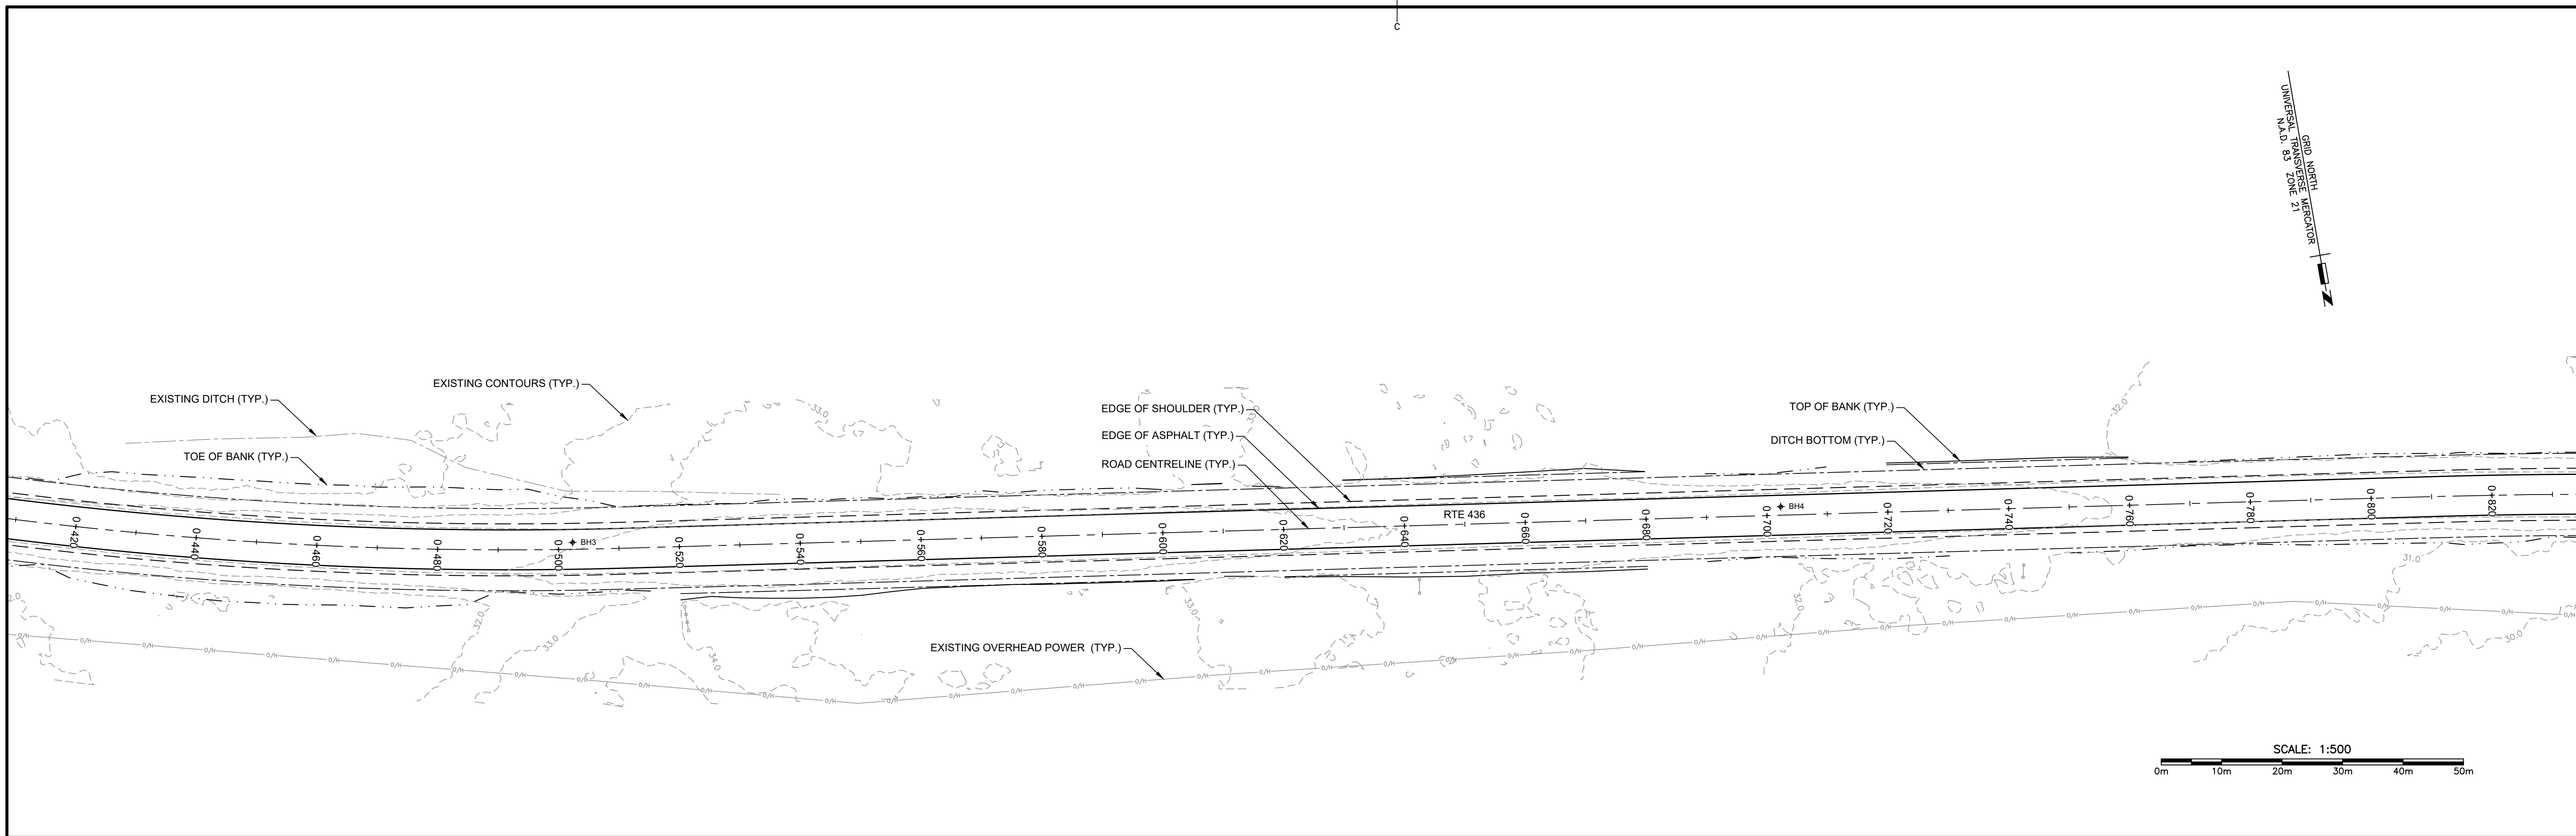 C
GRID NORTH
UNIVERSAL TRANSVERSE MERCATOR
N.A.D. 83 ZONE 21
EXISTING DITCH (TYP.)
EXISTING CONTOURS (TYP.)
TOE OF BANK (TYP.)
EDGE OF SHOULDER (TYP.)
EDGE OF ASPHALT (TYP.)
ROAD CENTRELINE (TYP.)
TOP OF BANK (TYP.)
DITCH BOTTOM (TYP.)
33.0
33.0
32.0
RTE 436
BH3
BH4
0+420
0+440
0+460
0+480
0+500
0+520
0+540
0+560
0+580
0+600
0+620
0+640
0+660
0+680
0+700
0+720
0+740
0+760
0+780
0+800
0+820
2.0
32.0
33.0
34.0
33.0
32.0
31.0
30.0
EXISTING OVERHEAD POWER (TYP.)
O/H O/H O/H O/H O/H O/H O/H O/H O/H O/H O/H O/H O/H O/H O/H O/H O/H O/H O/H O/H O/H O/H O/H O/H O/H O/H O/H O/H O/H O/H O/H O/H O/H O/H O/H O/H O/H O/H O/H O/H O/H O/H
SCALE: 1:500
0m 10m 20m 30m 40m 50m